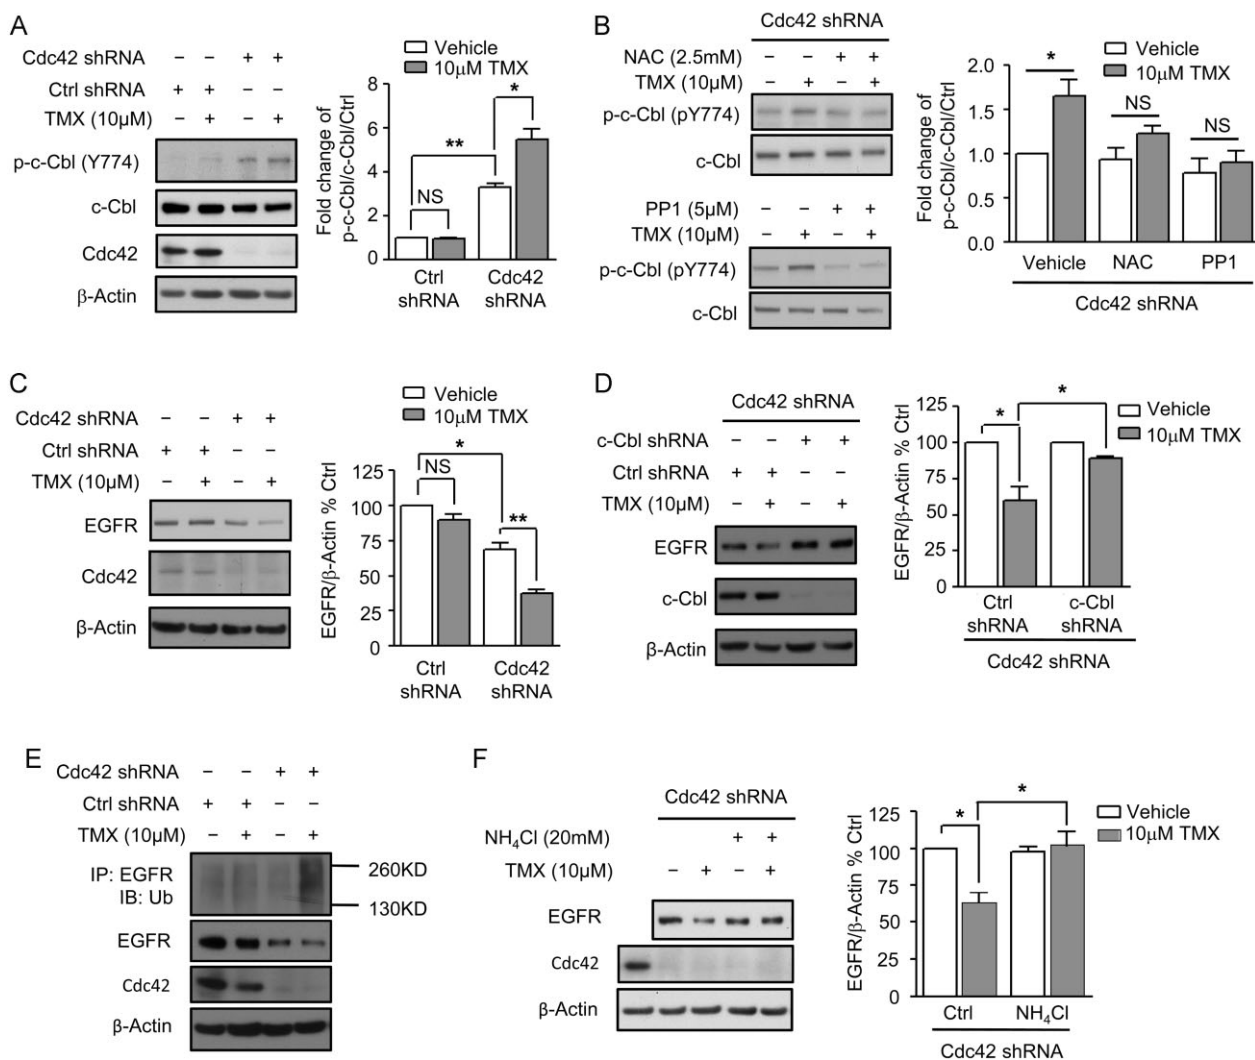 A
Cdc42 shRNA – – + +
Ctrl shRNA + + – –
TMX (10μM) – + – +
p-c-Cbl (Y774)
c-Cbl
Cdc42
β-Actin
Vehicle
10μM TMX
Fold change of
p-c-Cbl/c-Cbl/Ctrl
8
6
4
2
0
NS
**
*
Ctrl
shRNA
Cdc42
shRNA
B
Cdc42 shRNA
NAC (2.5mM) – – + +
TMX (10μM) – + – +
p-c-Cbl (pY774)
c-Cbl
PP1 (5μM) – – + +
TMX (10μM) – + – +
p-c-Cbl (pY774)
c-Cbl
Vehicle
10μM TMX
Fold change of
p-c-Cbl/c-Cbl/Ctrl
2.0
1.5
1.0
0.5
0.0
*
NS
NS
Vehicle NAC PP1
Cdc42 shRNA
C
Cdc42 shRNA – – + +
Ctrl shRNA + + – –
TMX (10μM) – + – +
EGFR
Cdc42
β-Actin
Vehicle
10μM TMX
EGFR/β-Actin % Ctrl
125
100
75
50
25
0
*
NS
**
Ctrl
shRNA
Cdc42
shRNA
D
Cdc42 shRNA
c-Cbl shRNA – – + +
Ctrl shRNA + + – –
TMX (10μM) – + – +
EGFR
c-Cbl
β-Actin
Vehicle
10μM TMX
EGFR/β-Actin % Ctrl
125
100
75
50
25
0
*
*
Ctrl
shRNA
c-Cbl
shRNA
Cdc42 shRNA
E
Cdc42 shRNA – – + +
Ctrl shRNA + + – –
TMX (10μM) – + – +
IP: EGFR
IB: Ub
260KD
130KD
EGFR
Cdc42
β-Actin
F
Cdc42 shRNA
NH₄Cl (20mM) – – + +
TMX (10μM) – + – +
EGFR
Cdc42
β-Actin
Vehicle
10μM TMX
EGFR/β-Actin % Ctrl
125
100
75
50
25
0
*
*
Ctrl NH₄Cl
Cdc42 shRNA